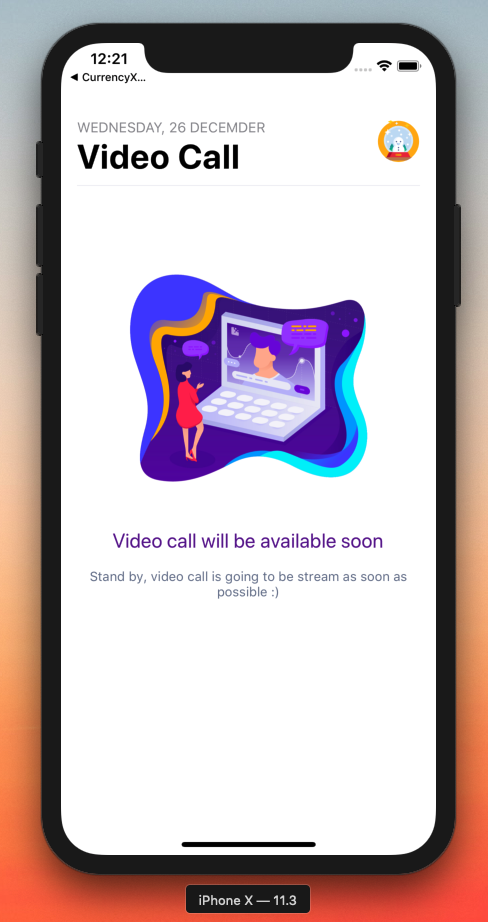 12:21
◀ CurrencyX...
WEDNESDAY, 26 DECEMDER
Video Call
Video call will be available soon
Stand by, video call is going to be stream as soon as
possible :)
iPhone X — 11.3